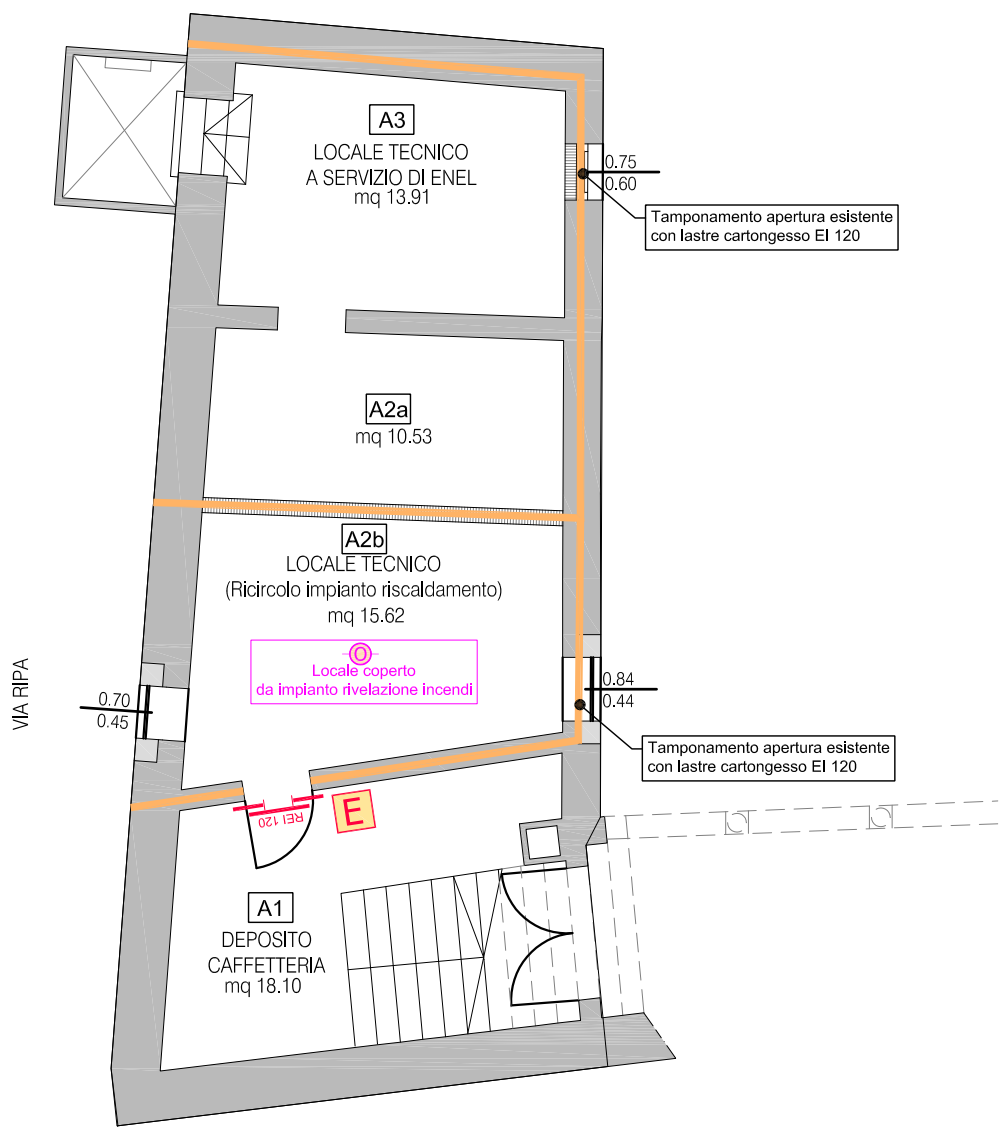 A3
LOCALE TECNICO
A SERVIZIO DI ENEL
mq 13.91
0.75
0.60
Tamponamento apertura esistente
con lastre cartongesso EI 120
A2a
mq 10.53
A2b
LOCALE TECNICO
(Ricircolo impianto riscaldamento)
mq 15.62
Locale coperto
da impianto rivelazione incendi
VIA RIPA
0.70
0.45
0.84
0.44
Tamponamento apertura esistente
con lastre cartongesso EI 120
REI 120
E
A1
DEPOSITO
CAFFETTERIA
mq 18.10